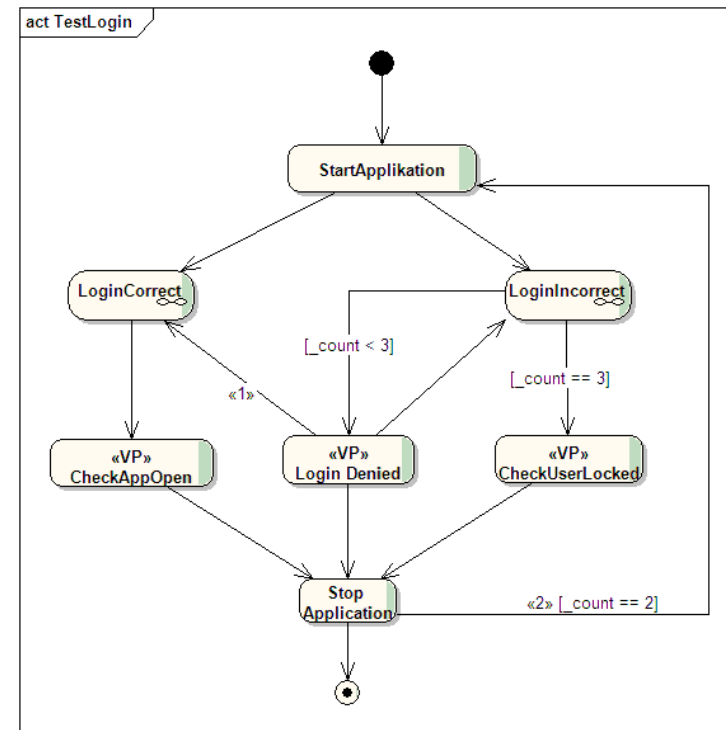 act TestLogin
StartApplikation
LoginCorrect
LoginIncorrect
[_count < 3]
[_count == 3]
«1»
«VP»
CheckAppOpen
«VP»
Login Denied
«VP»
CheckUserLocked
Stop
Application
«2» [_count == 2]